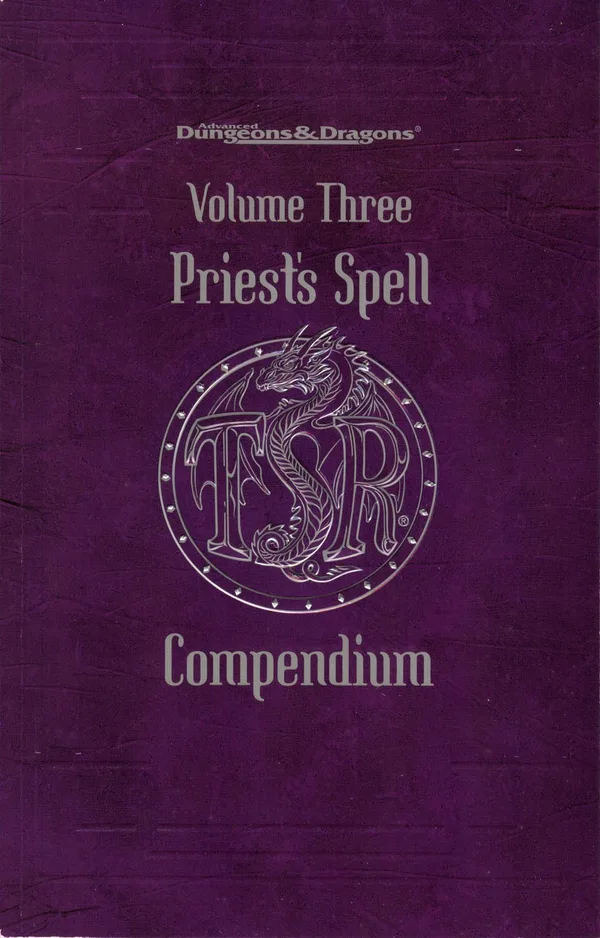 Advanced
Dungeons&Dragons®
Volume Three
Priest's Spell
TSR®
Compendium